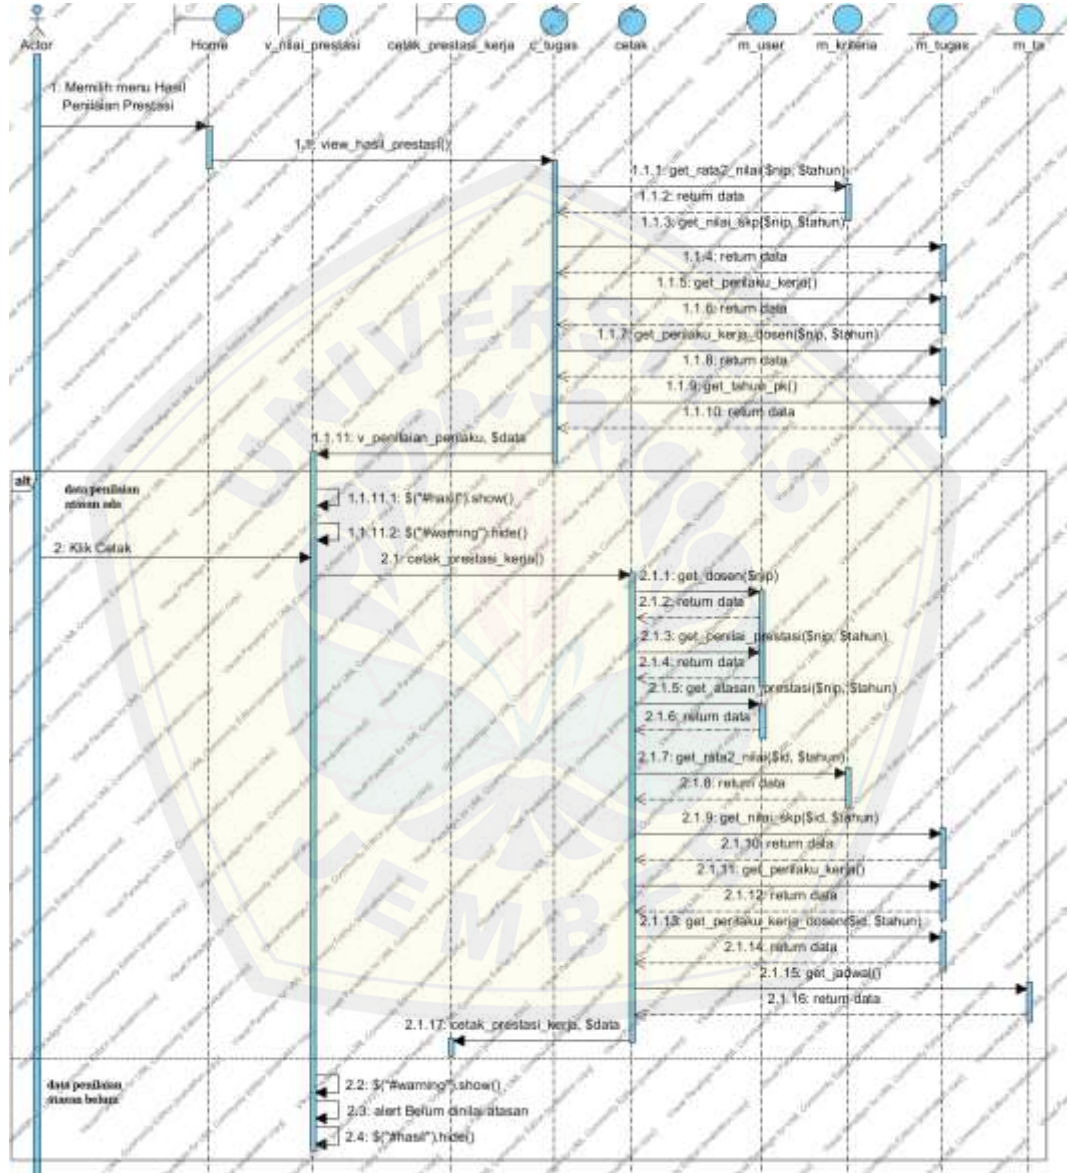 Actor
Home
v_nilai_prestasi
cetak_prestasi_kerja
c_tugas
cetak
m_user
m_kriteria
m_tugas
m_ta
1: Memilih menu Hasil
Penilaian Prestasi
1.1: view_hasil_prestasi()
1.1.1: get_rata2_nilai($nip, $tahun)
1.1.2: return data
1.1.3: get_nilai_skp($nip, $tahun)
1.1.4: return data
1.1.5: get_perilaku_kerja()
1.1.6: return data
1.1.7: get_perilaku_kerja_dosen($nip, $tahun)
1.1.8: return data
1.1.9: get_tahun_pk()
1.1.10: return data
1.1.11: v_penilaian_perilaku, $data
alt
data penilaian
atasan ada
1.1.11.1: $("#hasil").show()
1.1.11.2: $("#warning").hide()
2: Klik Cetak
2.1: cetak_prestasi_kerja()
2.1.1: get_dosen($nip)
2.1.2: return data
2.1.3: get_penilai_prestasi($nip, $tahun)
2.1.4: return data
2.1.5: get_atasan_prestasi($nip, $tahun)
2.1.6: return data
2.1.7: get_rata2_nilai($id, $tahun)
2.1.8: return data
2.1.9: get_nilai_skp($id, $tahun)
2.1.10: return data
2.1.11: get_perilaku_kerja()
2.1.12: return data
2.1.13: get_perilaku_kerja_dosen($id, $tahun)
2.1.14: return data
2.1.15: get_jadwal()
2.1.16: return data
2.1.17: cetak_prestasi_kerja, $data
data penilaian
atasan belum
2.2: $("#warning").show()
2.3: alert Belum dinilai atasan
2.4: $("#hasil").hide()
UNIVERSITAS
JEMBER